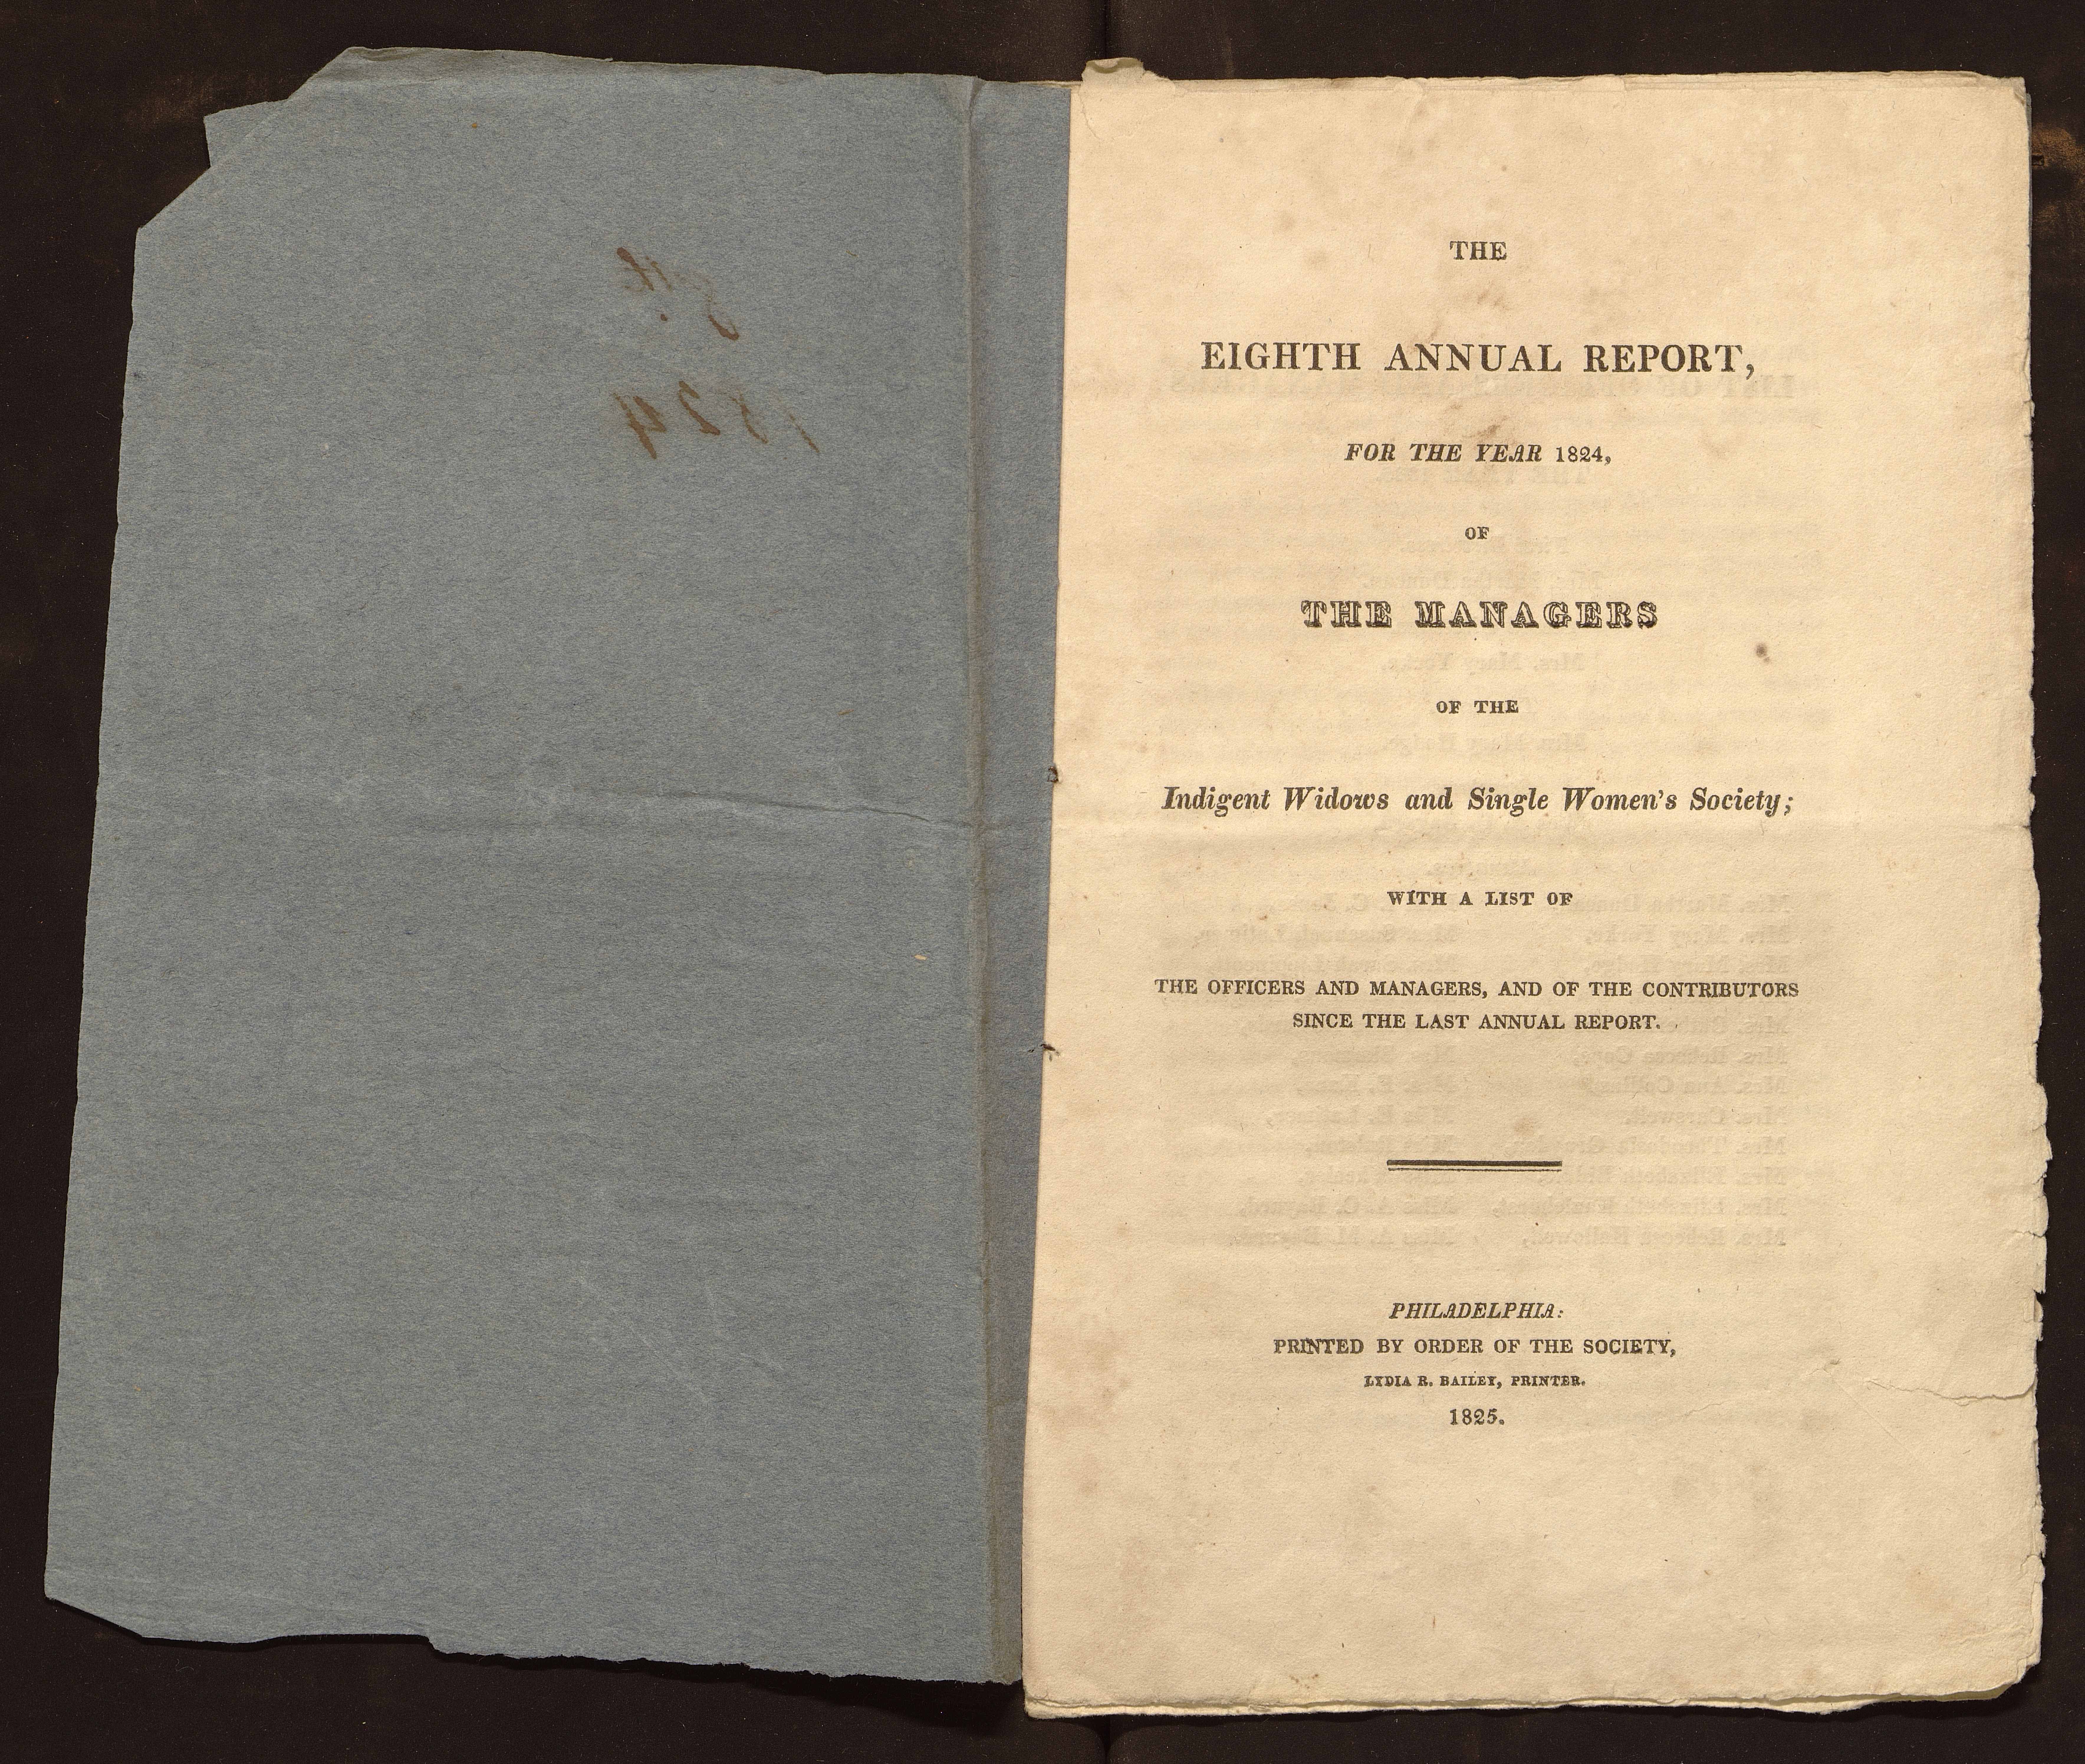 1824
THE
EIGHTH ANNUAL REPORT,
FOR THE YEAR 1824,
OF
THE MANAGERS
OF THE
Indigent Widows and Single Women's Society;
WITH A LIST OF
THE OFFICERS AND MANAGERS, AND OF THE CONTRIBUTORS
SINCE THE LAST ANNUAL REPORT.
PHILADELPHIA:
PRINTED BY ORDER OF THE SOCIETY,
LYDIA R. BAILEY, PRINTER.
1825.